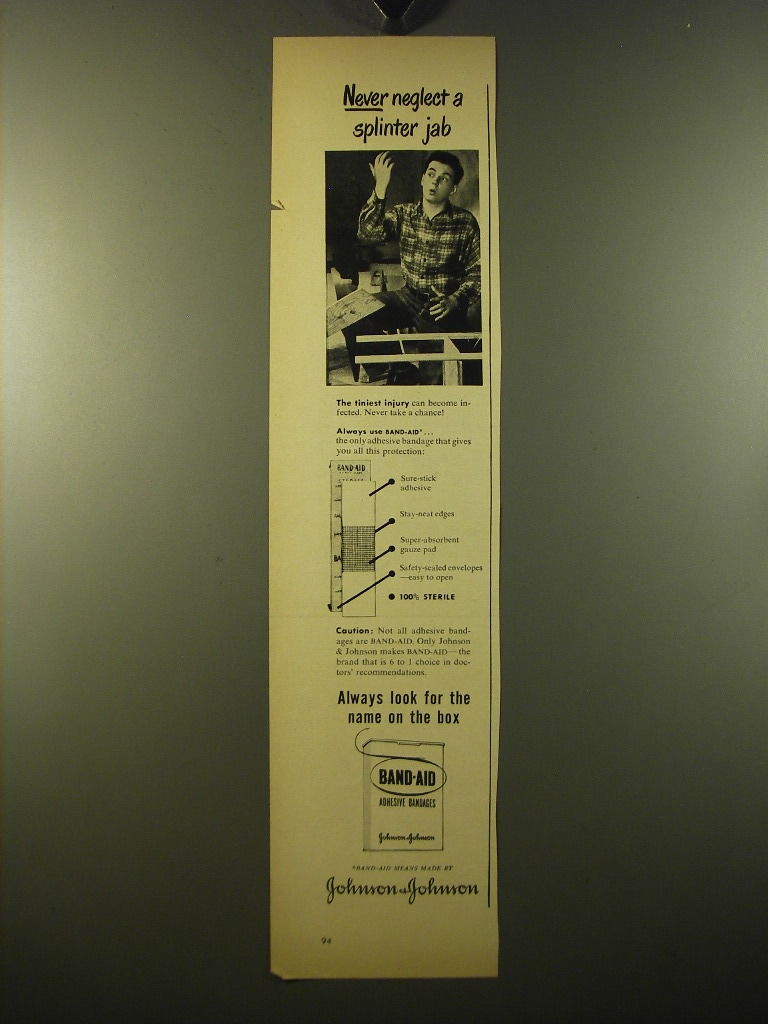 Never neglect a
splinter jab
The tiniest injury can become in-
fected. Never take a chance!
Always use BAND-AID*...
the only adhesive bandage that gives
you all this protection:
BAND-AID
Sure-stick
adhesive
Stay-neat edges
Super-absorbent
gauze pad
Safety-sealed envelopes
—easy to open
100% STERILE
Caution: Not all adhesive band-
ages are BAND-AID. Only Johnson
& Johnson makes BAND-AID—the
brand that is 6 to 1 choice in doc-
tors' recommendations.
Always look for the
name on the box
BAND-AID
ADHESIVE BANDAGES
Johnson & Johnson
*BAND-AID MEANS MADE BY
Johnson & Johnson
94